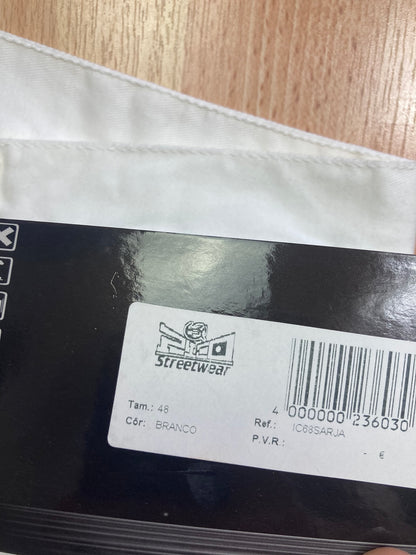 Streetwear
Tam.: 48
Côr: BRANCO
4 000000 236030
Ref.: IC68SARJA
P.V.R.: - €